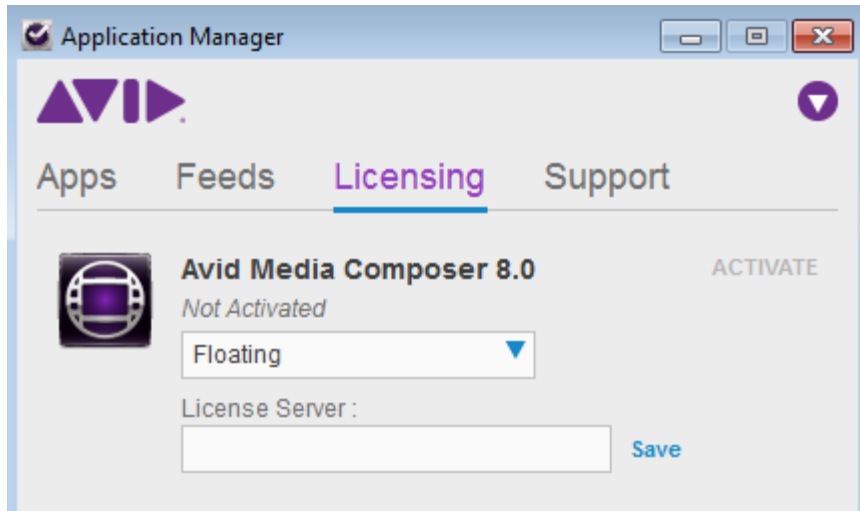 Application Manager
AVID
Apps Feeds Licensing Support
Avid Media Composer 8.0 ACTIVATE
Not Activated
Floating
License Server :
Save